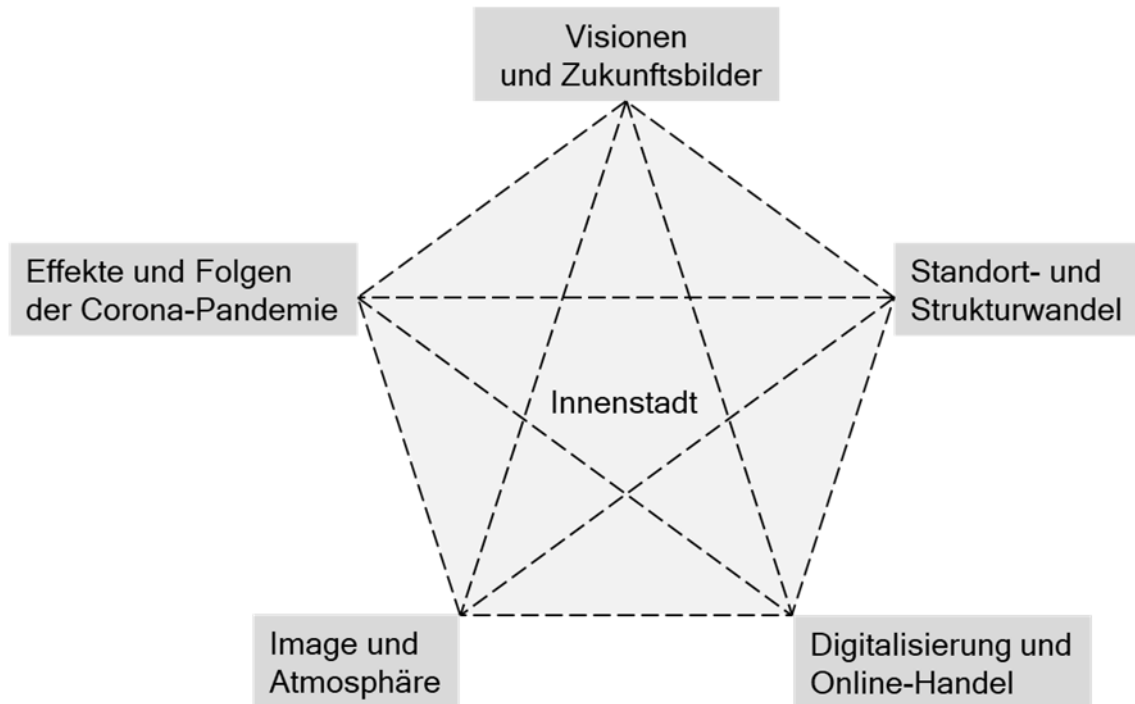 Visionen
und Zukunftsbilder
Effekte und Folgen
der Corona-Pandemie
Standort- und
Strukturwandel
Innenstadt
Image und
Atmosphäre
Digitalisierung und
Online-Handel